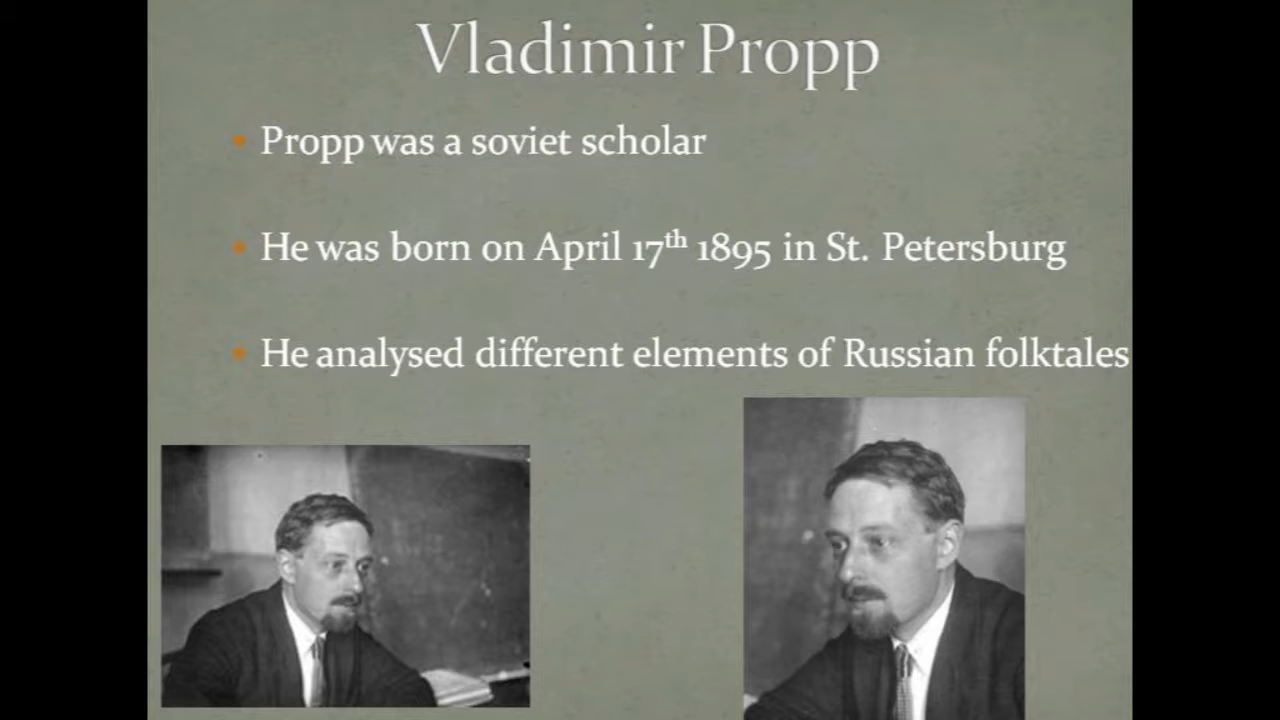 Vladimir Propp
• Propp was a soviet scholar
• He was born on April 17th 1895 in St. Petersburg
• He analysed different elements of Russian folktales